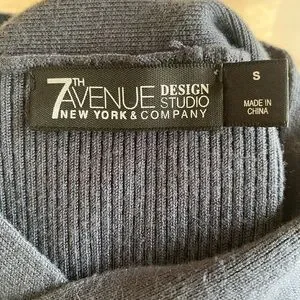 7TH AVENUE DESIGN STUDIO
NEW YORK & COMPANY
S
MADE IN
CHINA